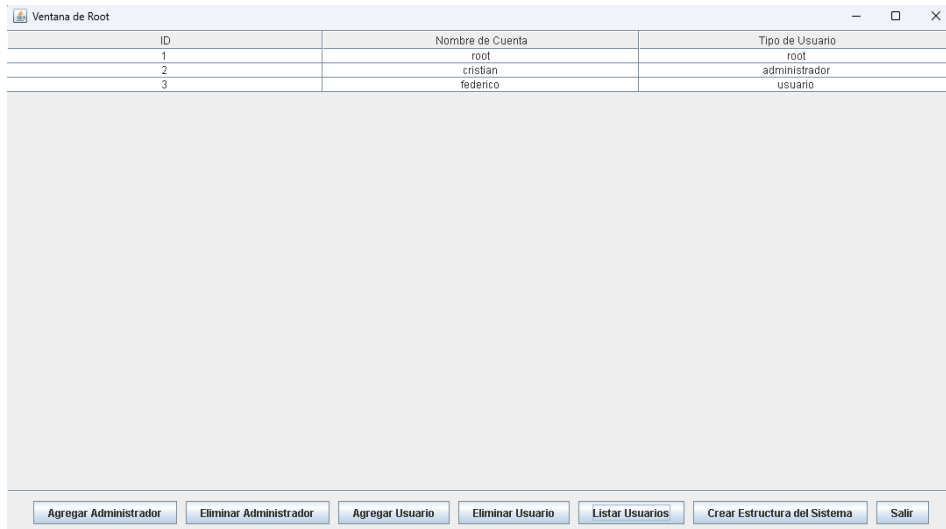 Ventana de Root
ID Nombre de Cuenta Tipo de Usuario
1 root root
2 cristian administrador
3 federico usuario
Agregar Administrador Eliminar Administrador Agregar Usuario Eliminar Usuario Listar Usuarios Crear Estructura del Sistema Salir